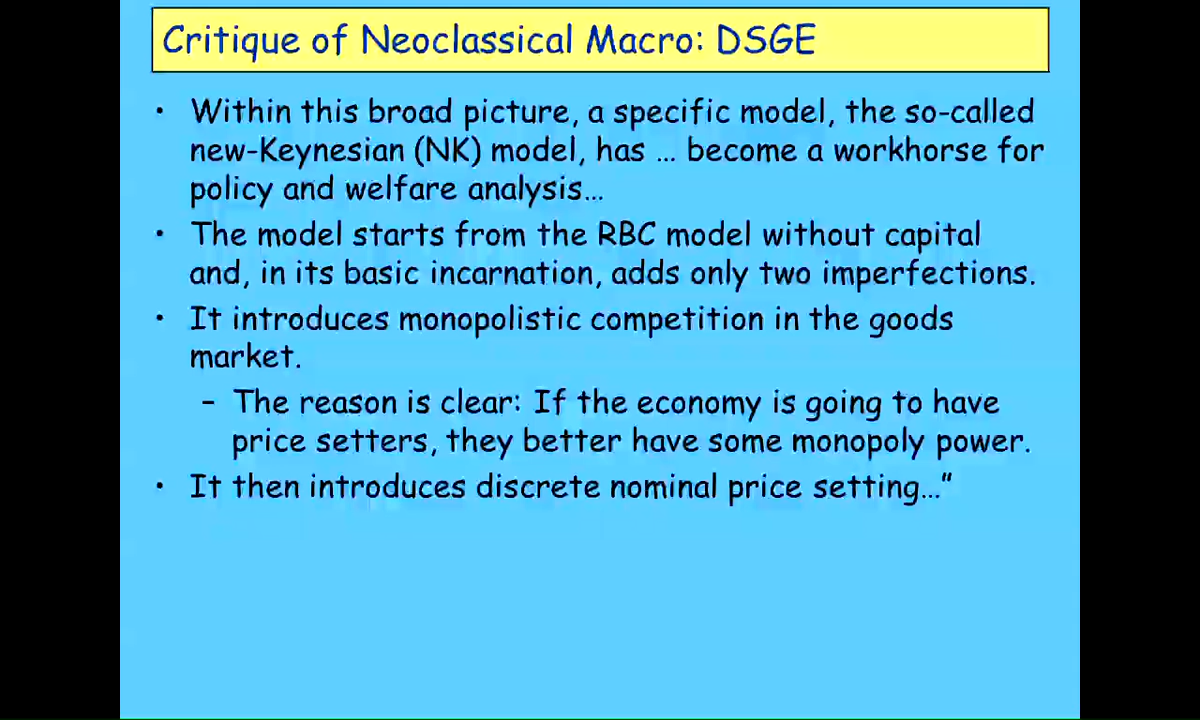 Critique of Neoclassical Macro: DSGE
• Within this broad picture, a specific model, the so-called
new-Keynesian (NK) model, has … become a workhorse for
policy and welfare analysis…
• The model starts from the RBC model without capital
and, in its basic incarnation, adds only two imperfections.
• It introduces monopolistic competition in the goods
market.
– The reason is clear: If the economy is going to have
price setters, they better have some monopoly power.
• It then introduces discrete nominal price setting…”